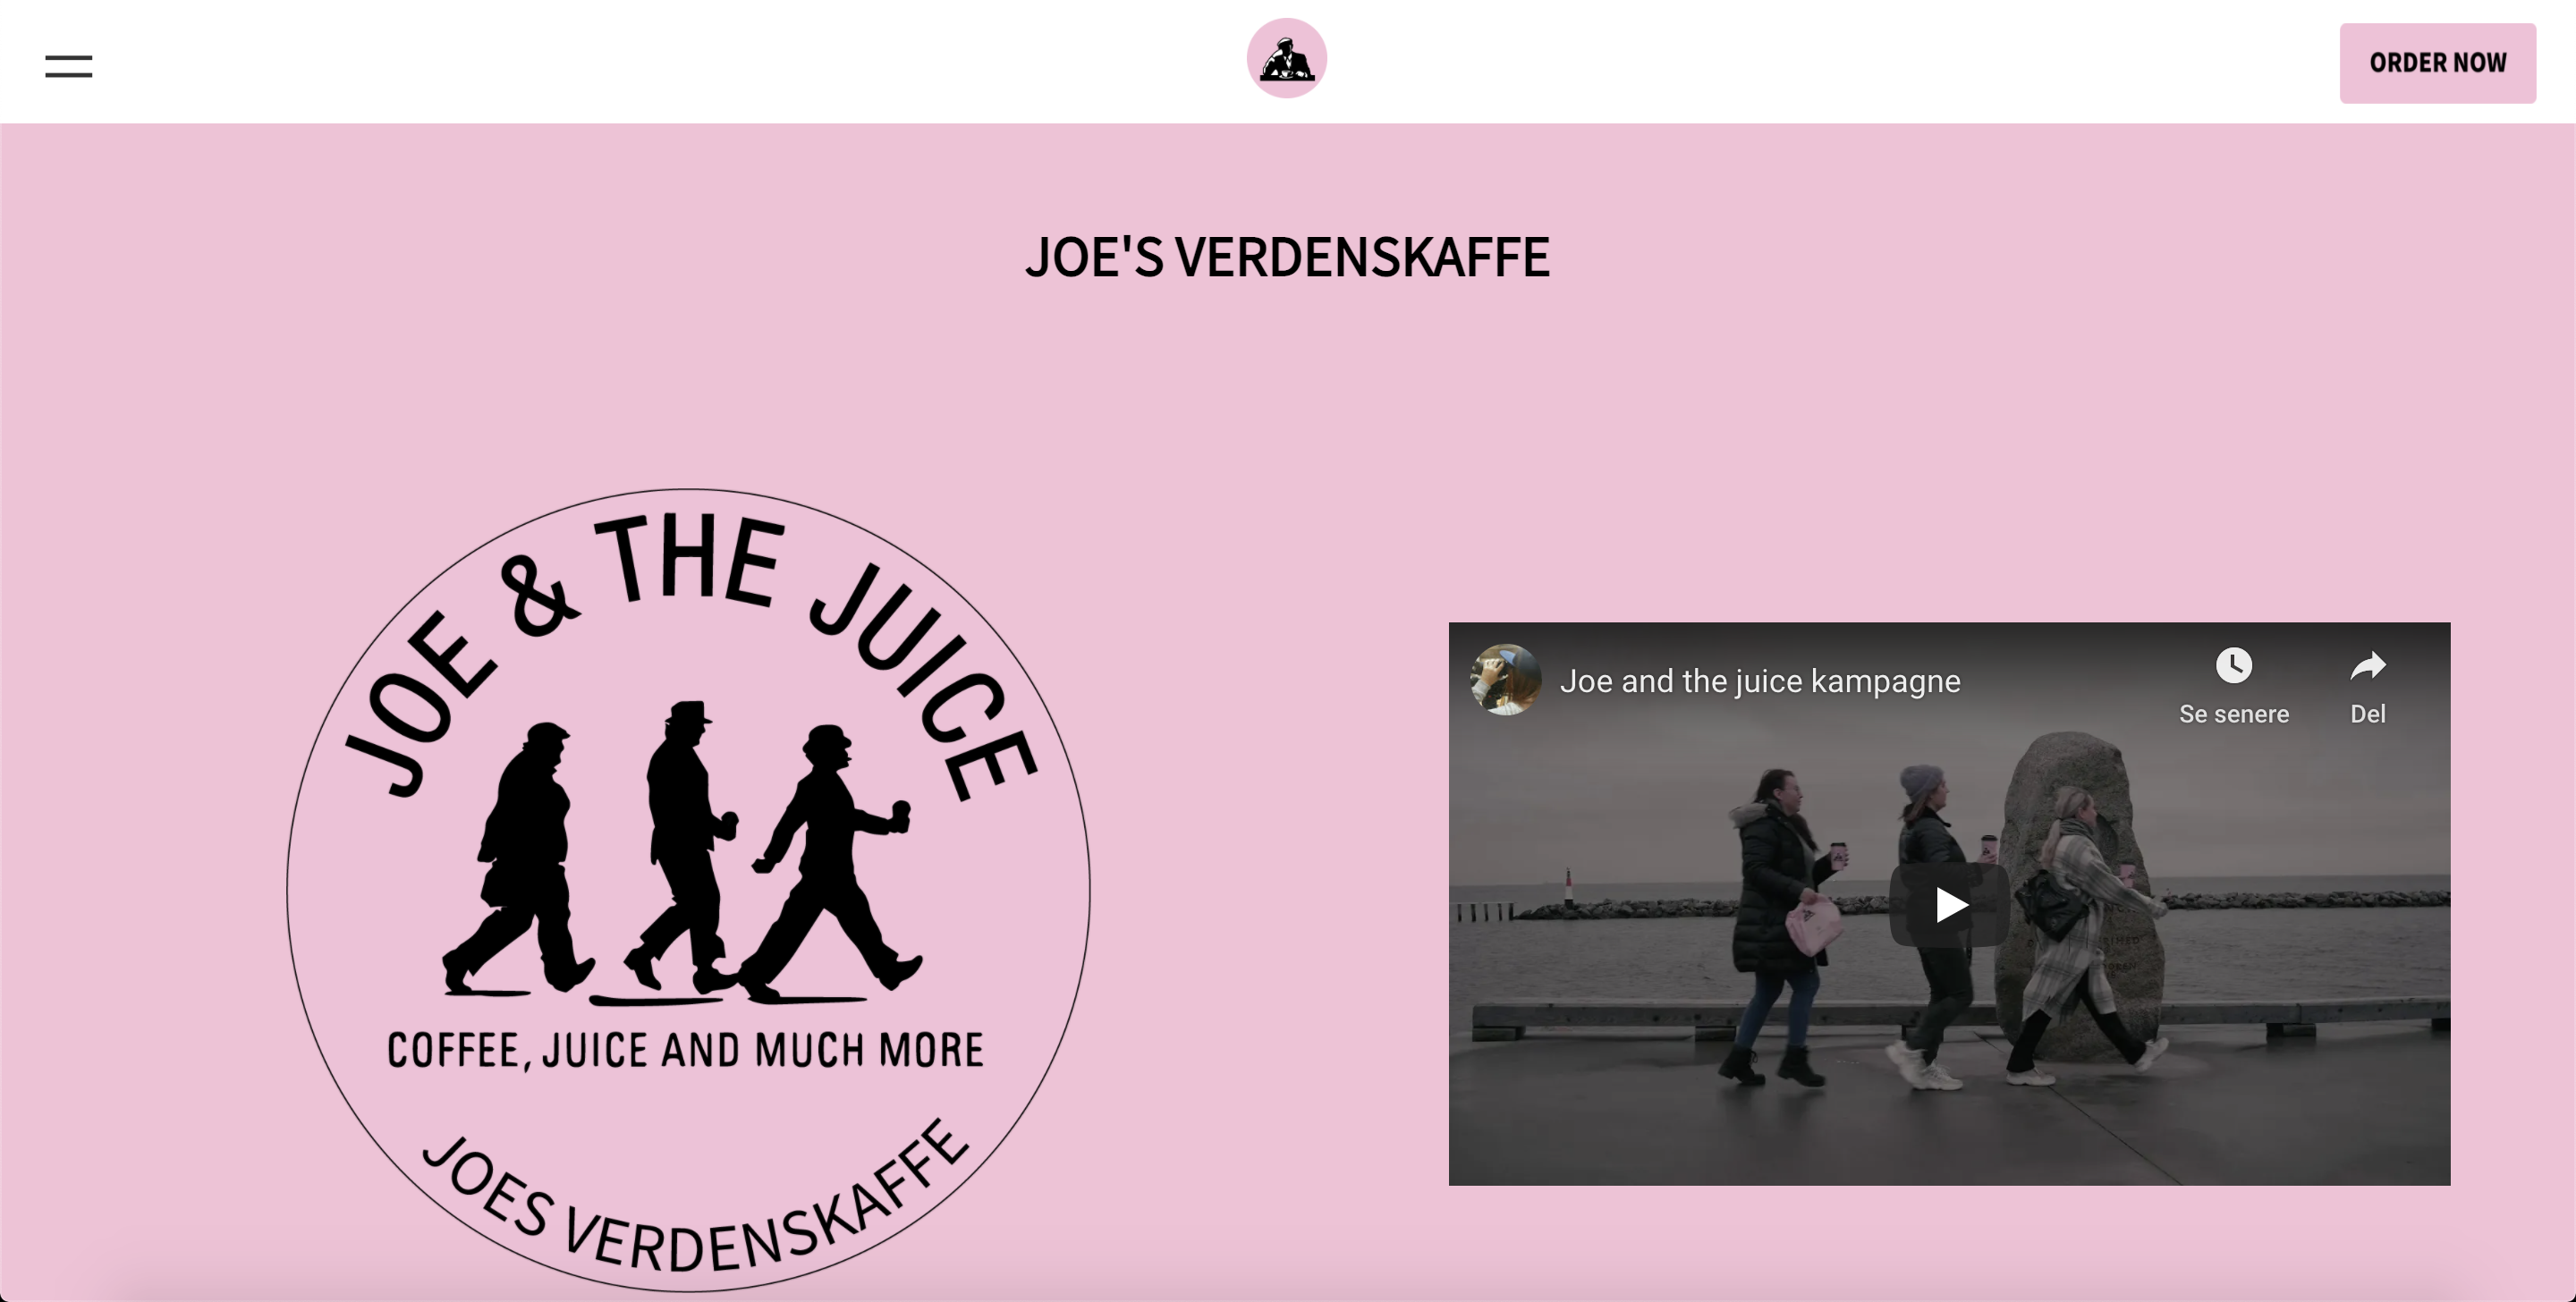 ORDER NOW
JOE'S VERDENSKAFFE
JOE & THE JUICE
COFFEE, JUICE AND MUCH MORE
JOES VERDENSKAFFE
Joe and the juice kampagne
Se senere
Del